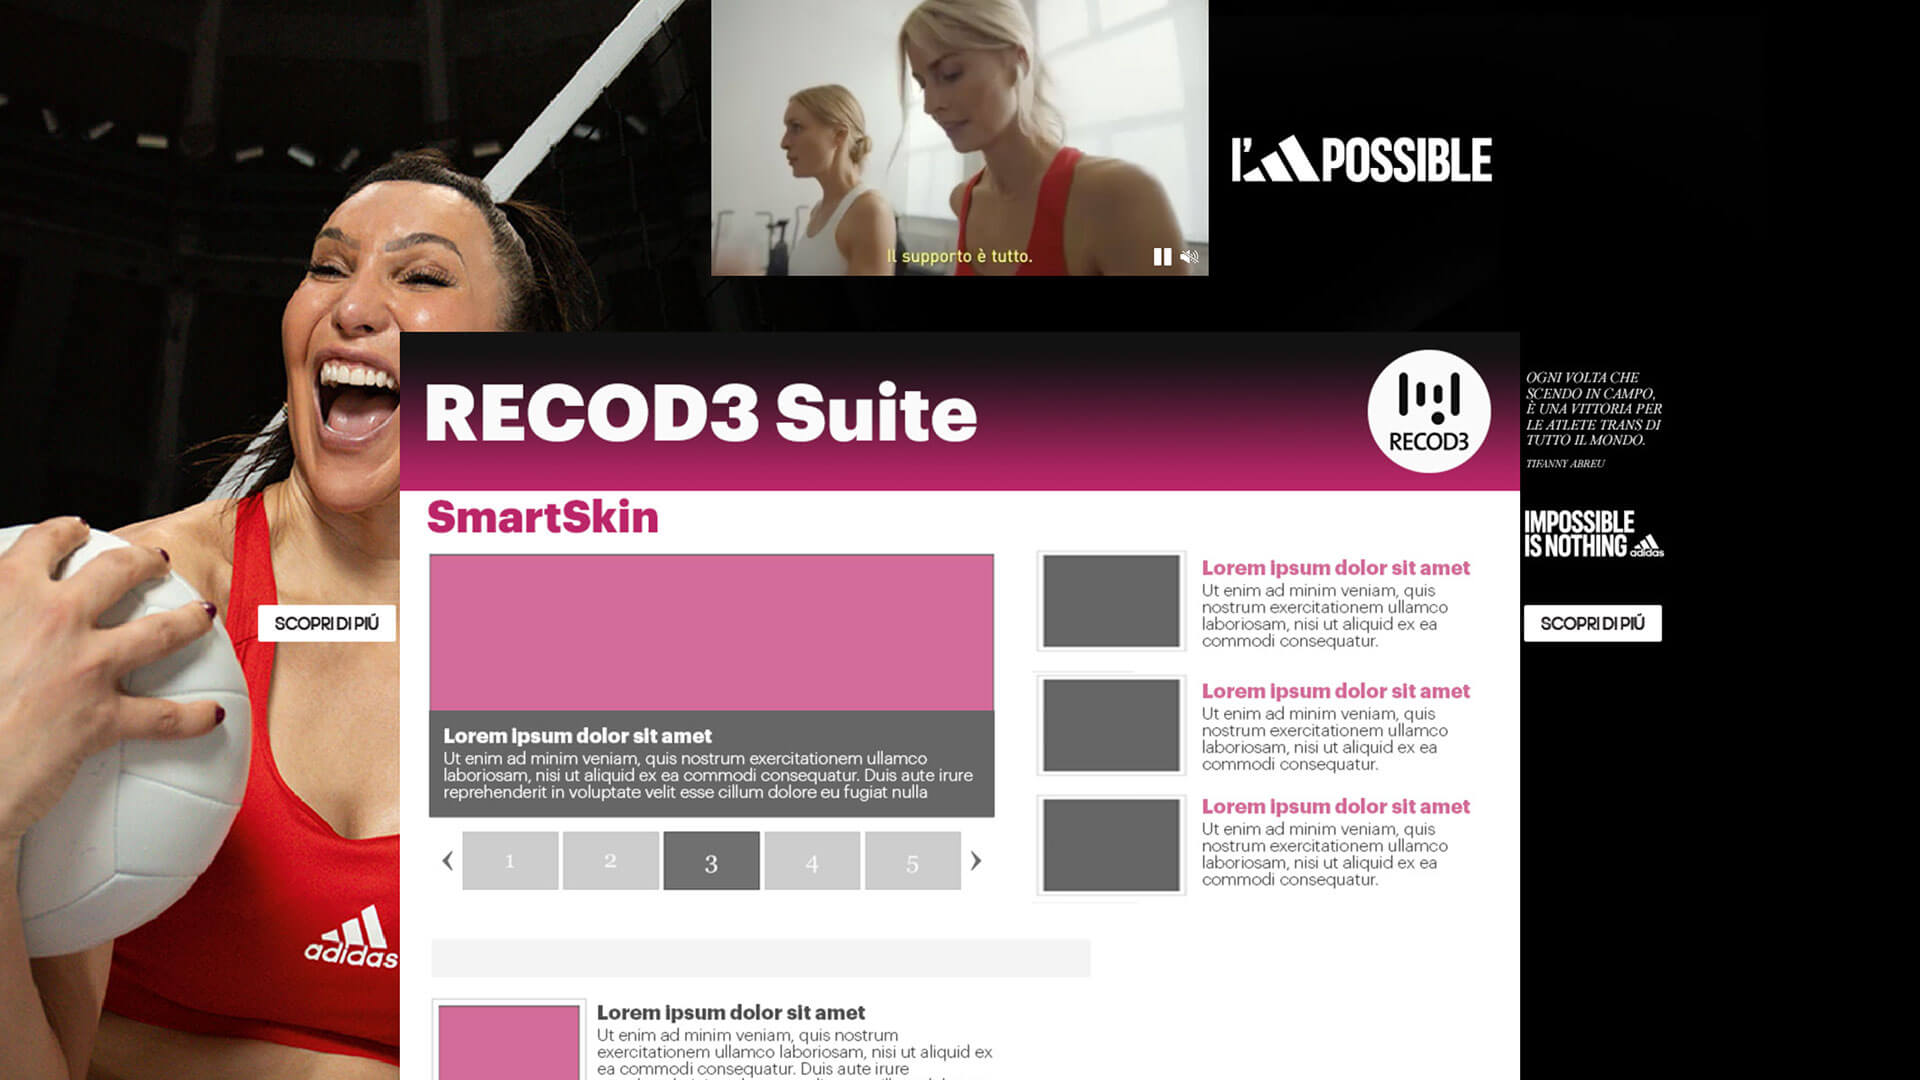 I'M POSSIBLE
Il supporto è tutto.
RECOD3 Suite
RECOD3
OGNI VOLTA CHE
SCENDO IN CAMPO,
È UNA VITTORIA PER
LE ATLETE TRANS DI
TUTTO IL MONDO.
TIFANNY ABREU
IMPOSSIBLE
IS NOTHING
adidas
SCOPRI DI PIÚ
SCOPRI DI PIÚ
adidas
SmartSkin
Lorem ipsum dolor sit amet
Ut enim ad minim veniam, quis nostrum exercitationem ullamco
laboriosam, nisi ut aliquid ex ea commodi consequatur. Duis aute irure
reprehenderit in voluptate velit esse cillum dolore eu fugiat nulla
1 2 3 4 5
Lorem ipsum dolor sit amet
Ut enim ad minim veniam, quis
nostrum exercitationem ullamco
laboriosam, nisi ut aliquid ex ea
commodi consequatur.
Lorem ipsum dolor sit amet
Ut enim ad minim veniam, quis
nostrum exercitationem ullamco
laboriosam, nisi ut aliquid ex ea
commodi consequatur.
Lorem ipsum dolor sit amet
Ut enim ad minim veniam, quis
nostrum exercitationem ullamco
laboriosam, nisi ut aliquid ex ea
commodi consequatur.
Lorem ipsum dolor sit amet
Ut enim ad minim veniam, quis nostrum
exercitationem ullamco laboriosam, nisi ut aliquid ex
ea commodi consequatur. Duis aute irure